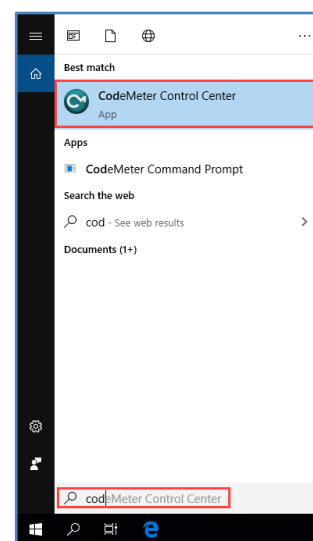 ...
Best match
CodeMeter Control Center
App
Apps
CodeMeter Command Prompt
Search the web
cod - See web results
Documents (1+)
codeMeter Control Center